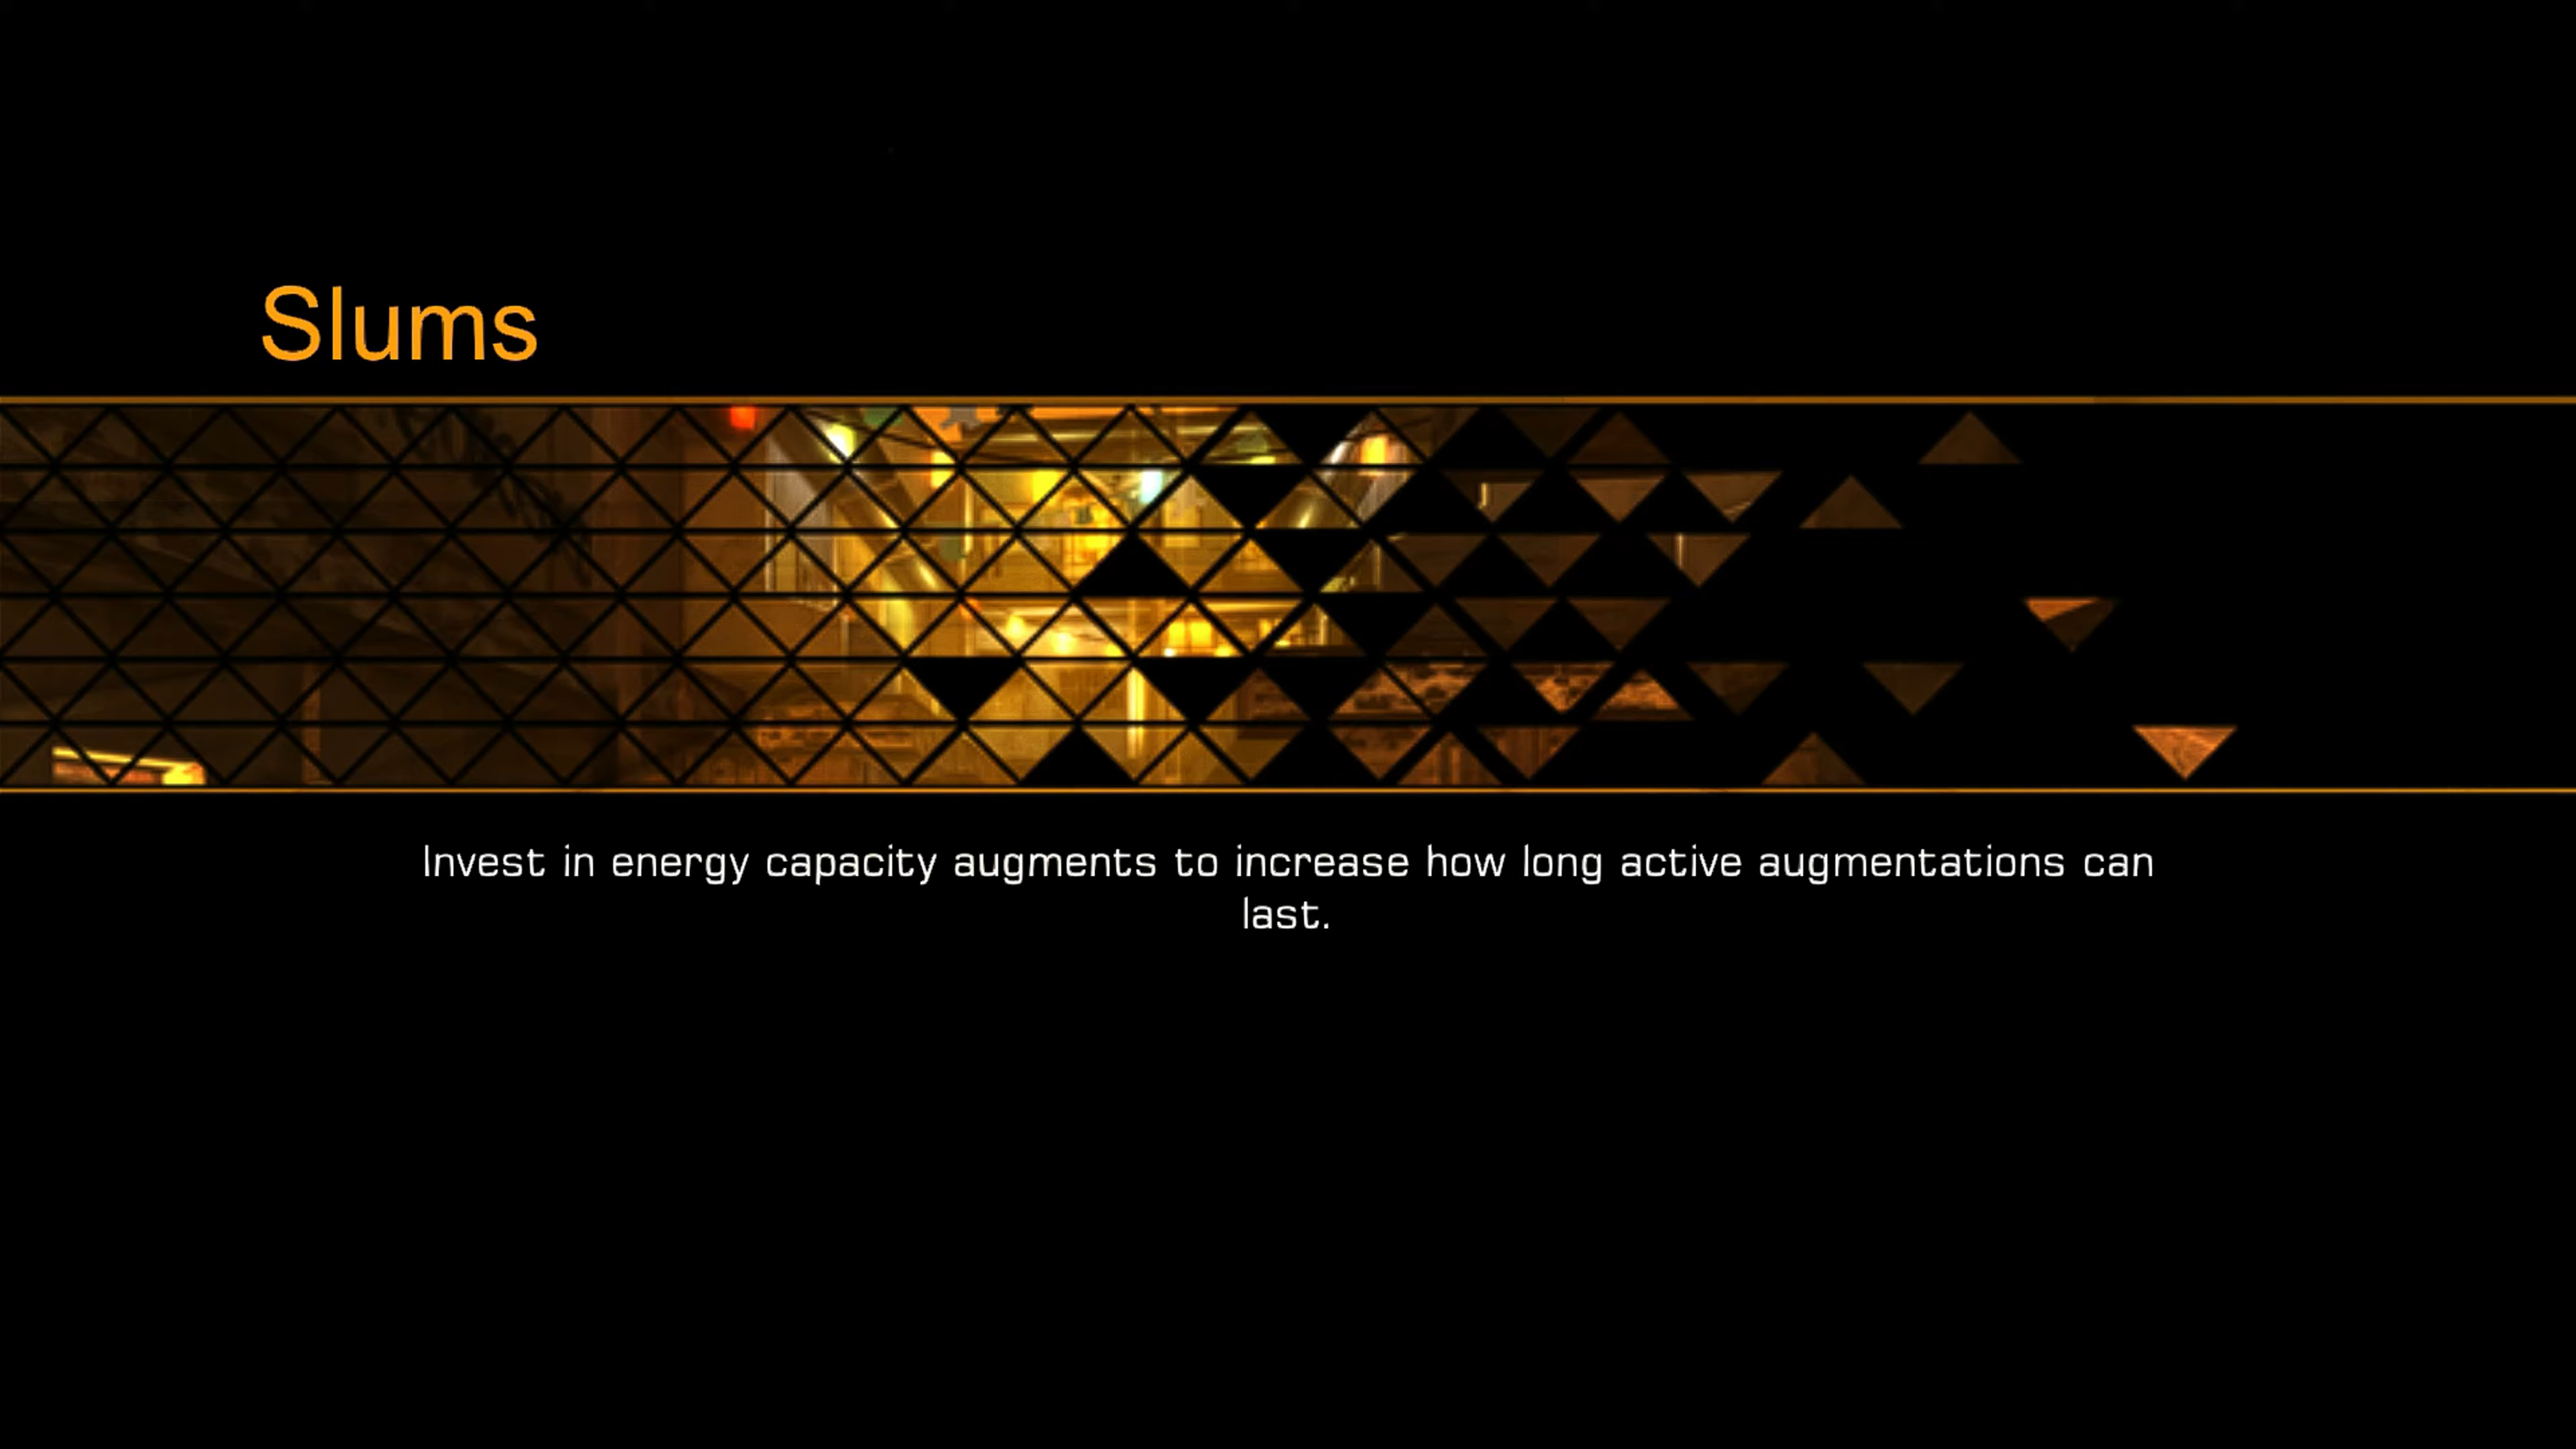 Slums
Invest in energy capacity augments to increase how long active augmentations can
last.